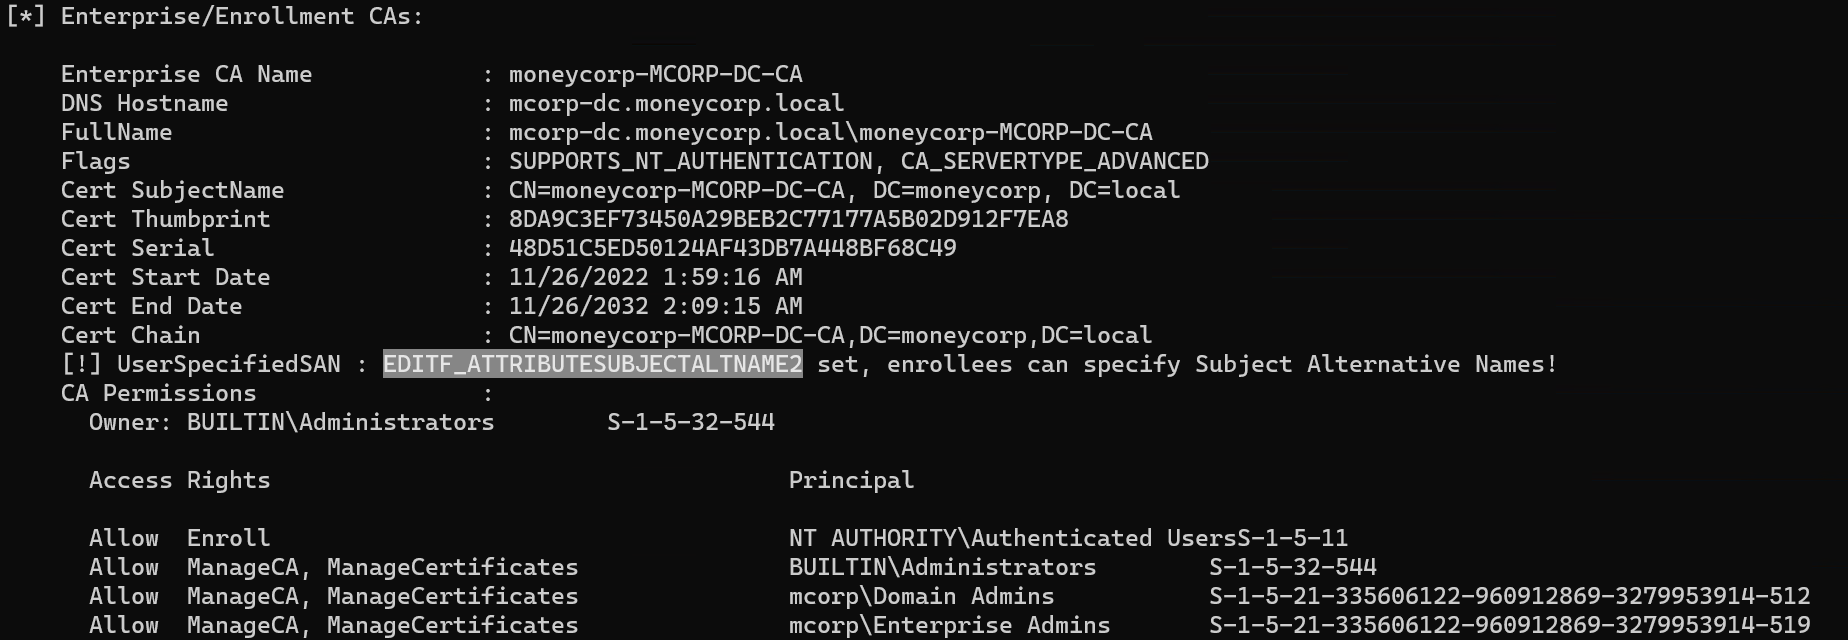 [*] Enterprise/Enrollment CAs:
Enterprise CA Name : moneycorp-MCORP-DC-CA
DNS Hostname : mcorp-dc.moneycorp.local
FullName : mcorp-dc.moneycorp.local\moneycorp-MCORP-DC-CA
Flags : SUPPORTS_NT_AUTHENTICATION, CA_SERVERTYPE_ADVANCED
Cert SubjectName : CN=moneycorp-MCORP-DC-CA, DC=moneycorp, DC=local
Cert Thumbprint : 8DA9C3EF73450A29BEB2C77177A5B02D912F7EA8
Cert Serial : 48D51C5ED50124AF43DB7A448BF68C49
Cert Start Date : 11/26/2022 1:59:16 AM
Cert End Date : 11/26/2032 2:09:15 AM
Cert Chain : CN=moneycorp-MCORP-DC-CA,DC=moneycorp,DC=local
[!] UserSpecifiedSAN : EDITF_ATTRIBUTESUBJECTALTNAME2 set, enrollees can specify Subject Alternative Names!
CA Permissions :
Owner: BUILTIN\Administrators S-1-5-32-544
Access Rights Principal
Allow Enroll NT AUTHORITY\Authenticated UsersS-1-5-11
Allow ManageCA, ManageCertificates BUILTIN\Administrators S-1-5-32-544
Allow ManageCA, ManageCertificates mcorp\Domain Admins S-1-5-21-335606122-960912869-3279953914-512
Allow ManageCA, ManageCertificates mcorp\Enterprise Admins S-1-5-21-335606122-960912869-3279953914-519